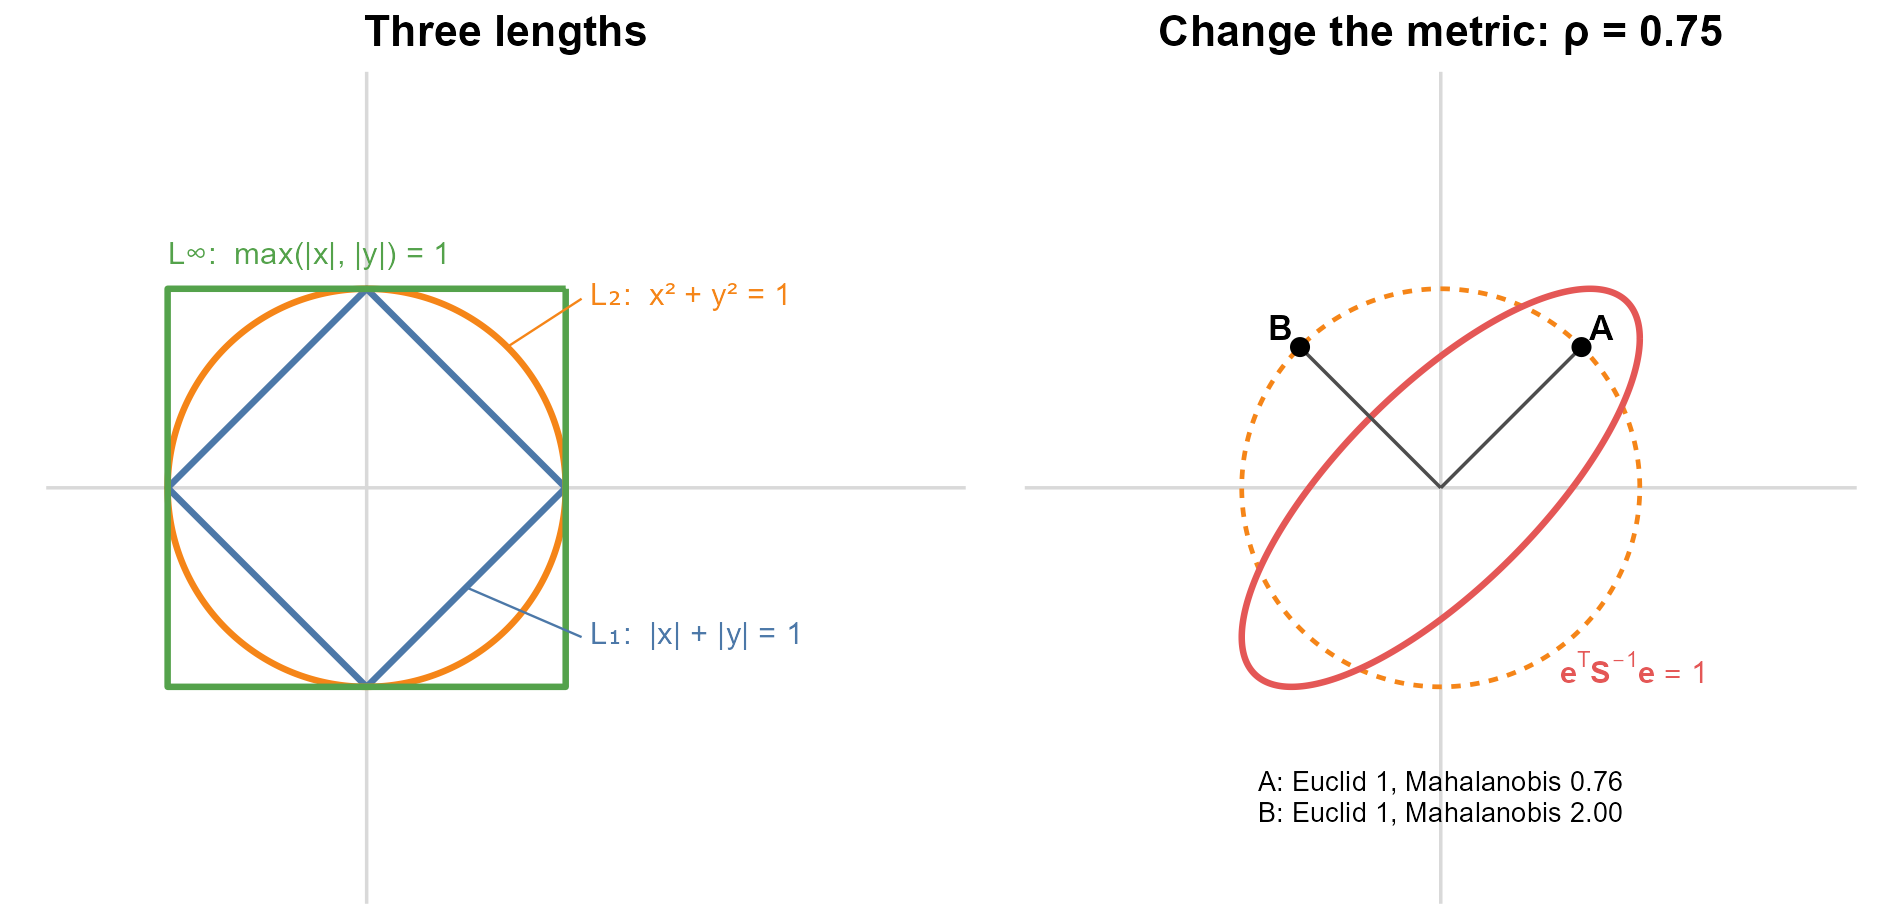 Three lengths
L∞: max(|x|, |y|) = 1
L₂: x² + y² = 1
L₁: |x| + |y| = 1
Change the metric: ρ = 0.75
B
A
eᵀS⁻¹e = 1
A: Euclid 1, Mahalanobis 0.76
B: Euclid 1, Mahalanobis 2.00